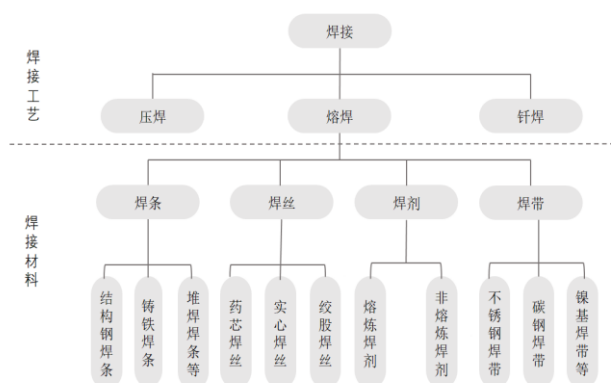 焊接
焊接工艺
压焊
熔焊
钎焊
焊条
焊丝
焊剂
焊带
焊接材料
结构钢焊条
铸铁焊条
堆焊焊条等
药芯焊丝
实心焊丝
绞股焊丝
熔炼焊剂
非熔炼焊剂
不锈钢焊带
碳钢焊带
镍基焊带等